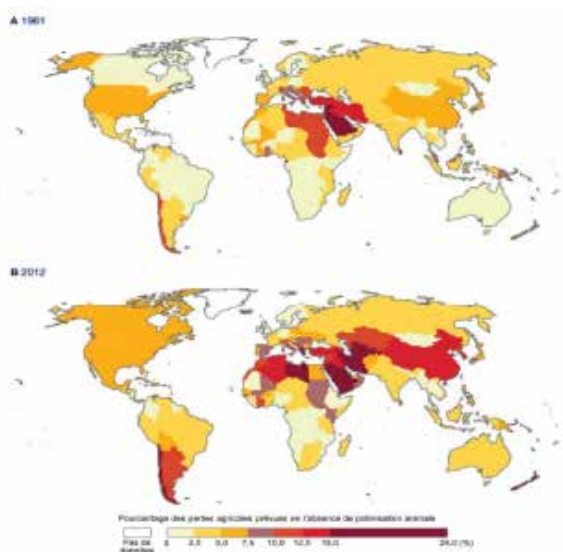 A 1961
B 2012
Pourcentage des pertes agricoles prévues en l'absence de pollinisation animale
Pas de données
0 2,5 5,0 7,5 10,0 12,5 15,0 24,0 (%)